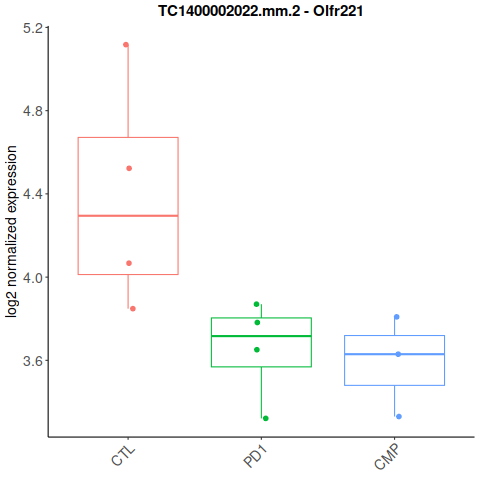 TC1400002022.mm.2 - Olfr221
log2 normalized expression
5.2
4.8
4.4
4.0
3.6
CTL
PD1
CMP